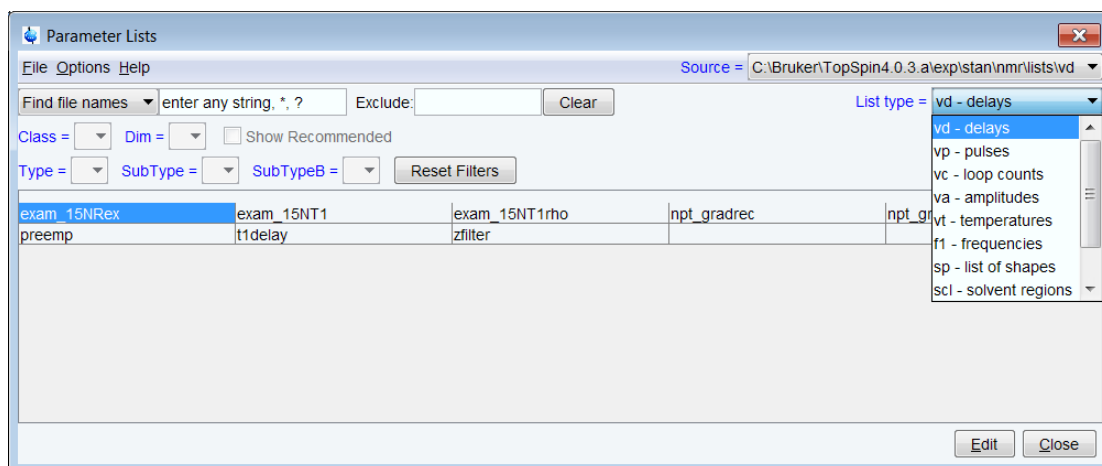 Parameter Lists
File Options Help Source = C:\Bruker\TopSpin4.0.3.a\exp\stan\nmr\lists\vd
Find file names enter any string, *, ? Exclude: Clear List type = vd - delays
Class = Dim = Show Recommended
Type = SubType = SubTypeB = Reset Filters
vd - delays
vp - pulses
vc - loop counts
va - amplitudes
vt - temperatures
f1 - frequencies
sp - list of shapes
scl - solvent regions
exam_15NRex exam_15NT1 exam_15NT1rho npt_gradrec npt_gr
preemp t1delay zfilter
Edit Close